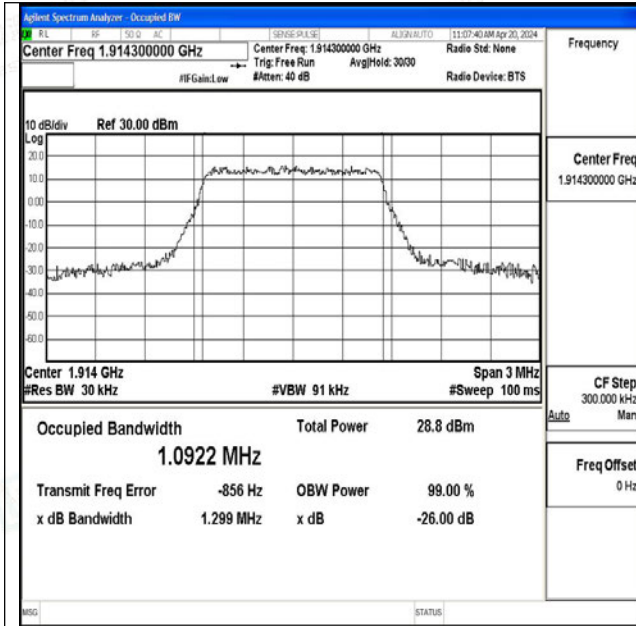 Agilent Spectrum Analyzer - Occupied BW
RL RF 50 Ω AC SENSE:PULSE ALIGN AUTO 11:07:40 AM Apr 20, 2024
Center Freq 1.914300000 GHz
Center Freq: 1.914300000 GHz
Radio Std: None
Trig: Free Run Avg|Hold: 30/30
#IFGain:Low #Atten: 40 dB Radio Device: BTS
10 dB/div Ref 30.00 dBm
Log
20.0
10.0
0.00
-10.0
-20.0
-30.0
-40.0
-50.0
-60.0
Center 1.914 GHz Span 3 MHz
#Res BW 30 kHz #VBW 91 kHz #Sweep 100 ms
Occupied Bandwidth Total Power 28.8 dBm
1.0922 MHz
Transmit Freq Error -856 Hz OBW Power 99.00 %
x dB Bandwidth 1.299 MHz x dB -26.00 dB
MSG STATUS
Frequency
Center Freq
1.914300000 GHz
CF Step
300.000 kHz
Auto Man
Freq Offset
0 Hz